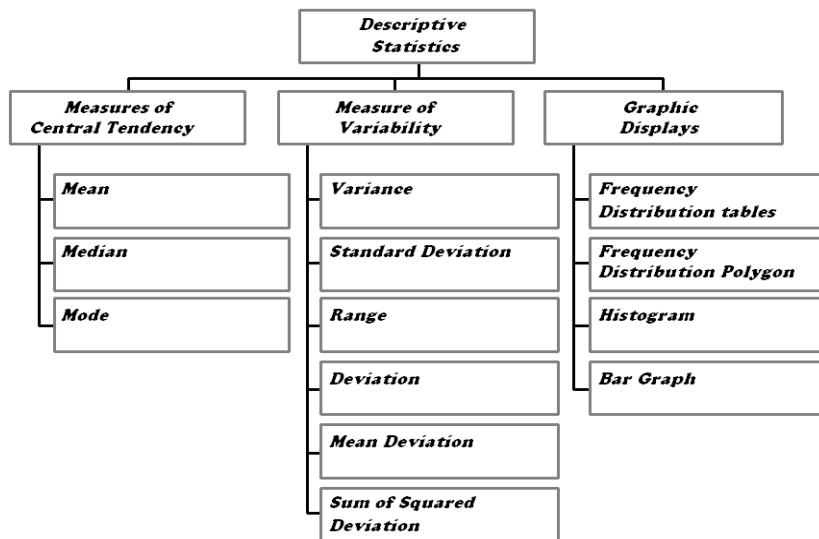 Descriptive
Statistics
Measures of
Central Tendency
Measure of
Variability
Graphic
Displays
Mean
Median
Mode
Variance
Standard Deviation
Range
Deviation
Mean Deviation
Sum of Squared
Deviation
Frequency
Distribution tables
Frequency
Distribution Polygon
Histogram
Bar Graph